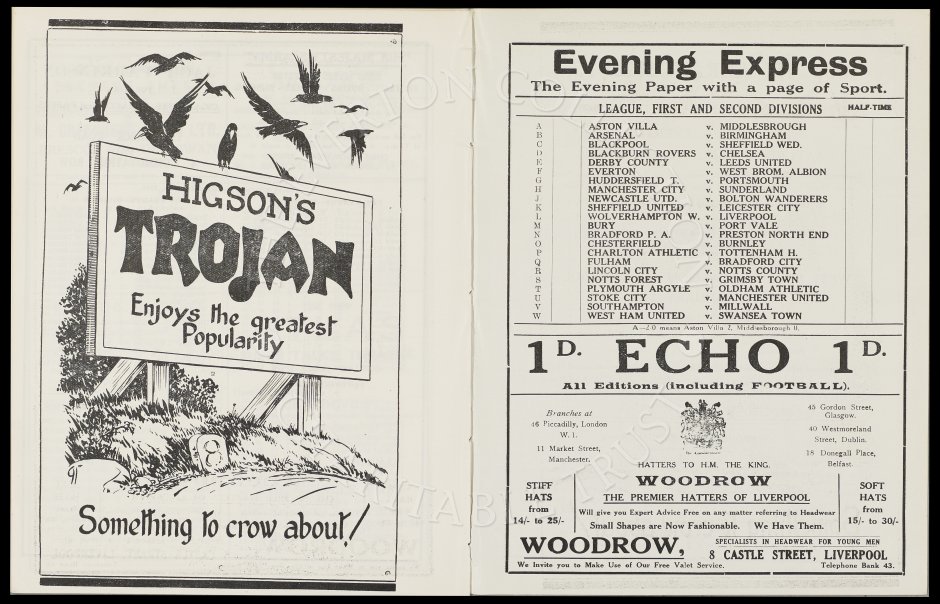 HIGSON'S
TROJAN
Enjoys the greatest
Popularity
Something to crow about!
Evening Express
The Evening Paper with a page of Sport.
LEAGUE, FIRST AND SECOND DIVISIONS HALF-TIME
A ASTON VILLA v. MIDDLESBROUGH
B ARSENAL v. BIRMINGHAM
C BLACKPOOL v. SHEFFIELD WED.
D BLACKBURN ROVERS v. CHELSEA
E DERBY COUNTY v. LEEDS UNITED
F EVERTON v. WEST BROM. ALBION
G HUDDERSFIELD T. v. PORTSMOUTH
H MANCHESTER CITY v. SUNDERLAND
J NEWCASTLE UTD. v. BOLTON WANDERERS
K SHEFFIELD UNITED v. LEICESTER CITY
L WOLVERHAMPTON W. v. LIVERPOOL
M BURY v. PORT VALE
N BRADFORD P. A. v. PRESTON NORTH END
O CHESTERFIELD v. BURNLEY
P CHARLTON ATHLETIC v. TOTTENHAM H.
Q FULHAM v. BRADFORD CITY
R LINCOLN CITY v. NOTTS COUNTY
S NOTTS FOREST v. GRIMSBY TOWN
T PLYMOUTH ARGYLE v. OLDHAM ATHLETIC
U STOKE CITY v. MANCHESTER UNITED
V SOUTHAMPTON v. MILLWALL
W WEST HAM UNITED v. SWANSEA TOWN
A—2 0 means Aston Villa 2, Middlesborough 0.
1D. ECHO 1D.
All Editions (including FOOTBALL).
Branches at
46 Piccadilly, London
W. 1.
11 Market Street,
Manchester.
45 Gordon Street,
Glasgow.
40 Westmoreland
Street, Dublin.
18 Donegall Place,
Belfast.
HATTERS TO H.M. THE KING.
STIFF
HATS
from
14/- to 25/-
WOODROW
THE PREMIER HATTERS OF LIVERPOOL
Will give you Expert Advice Free on any matter referring to Headwear
Small Shapes are Now Fashionable. We Have Them.
SOFT
HATS
from
15/- to 30/-
WOODROW, SPECIALISTS IN HEADWEAR FOR YOUNG MEN
8 CASTLE STREET, LIVERPOOL
We Invite you to Make Use of Our Free Valet Service. Telephone Bank 43.
EVERTON CO
CHARITABLE TRUST